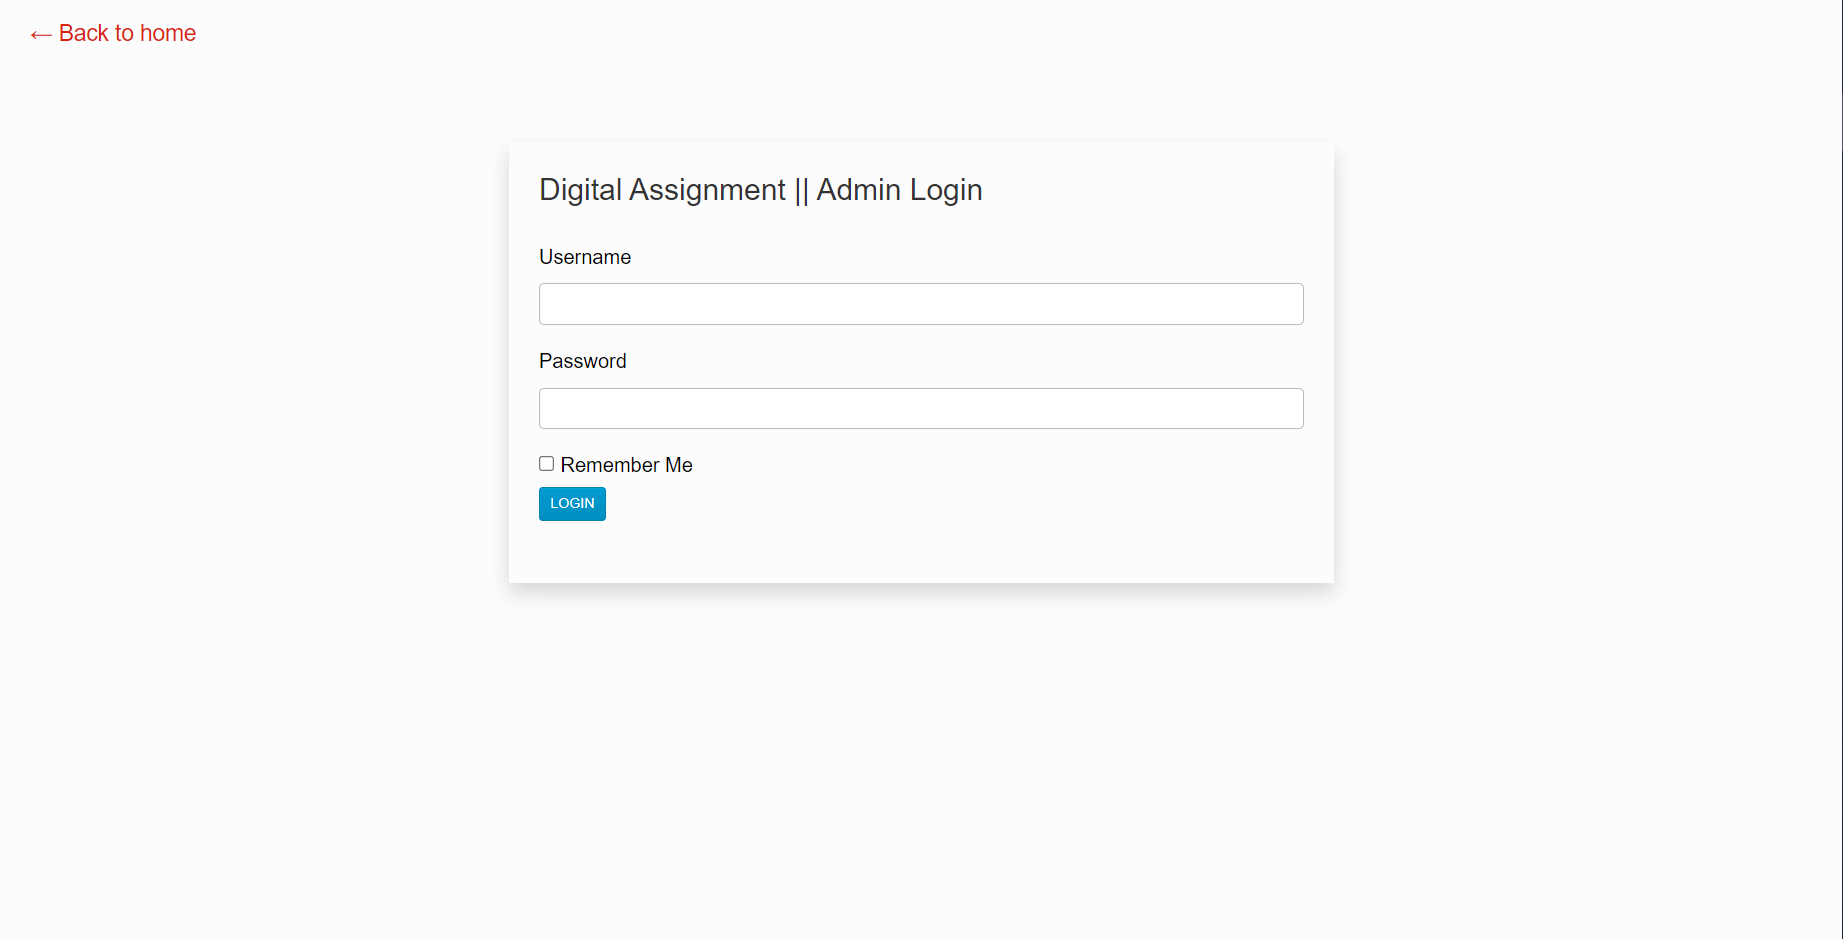 ← Back to home
Digital Assignment || Admin Login
Username
Password
Remember Me
LOGIN